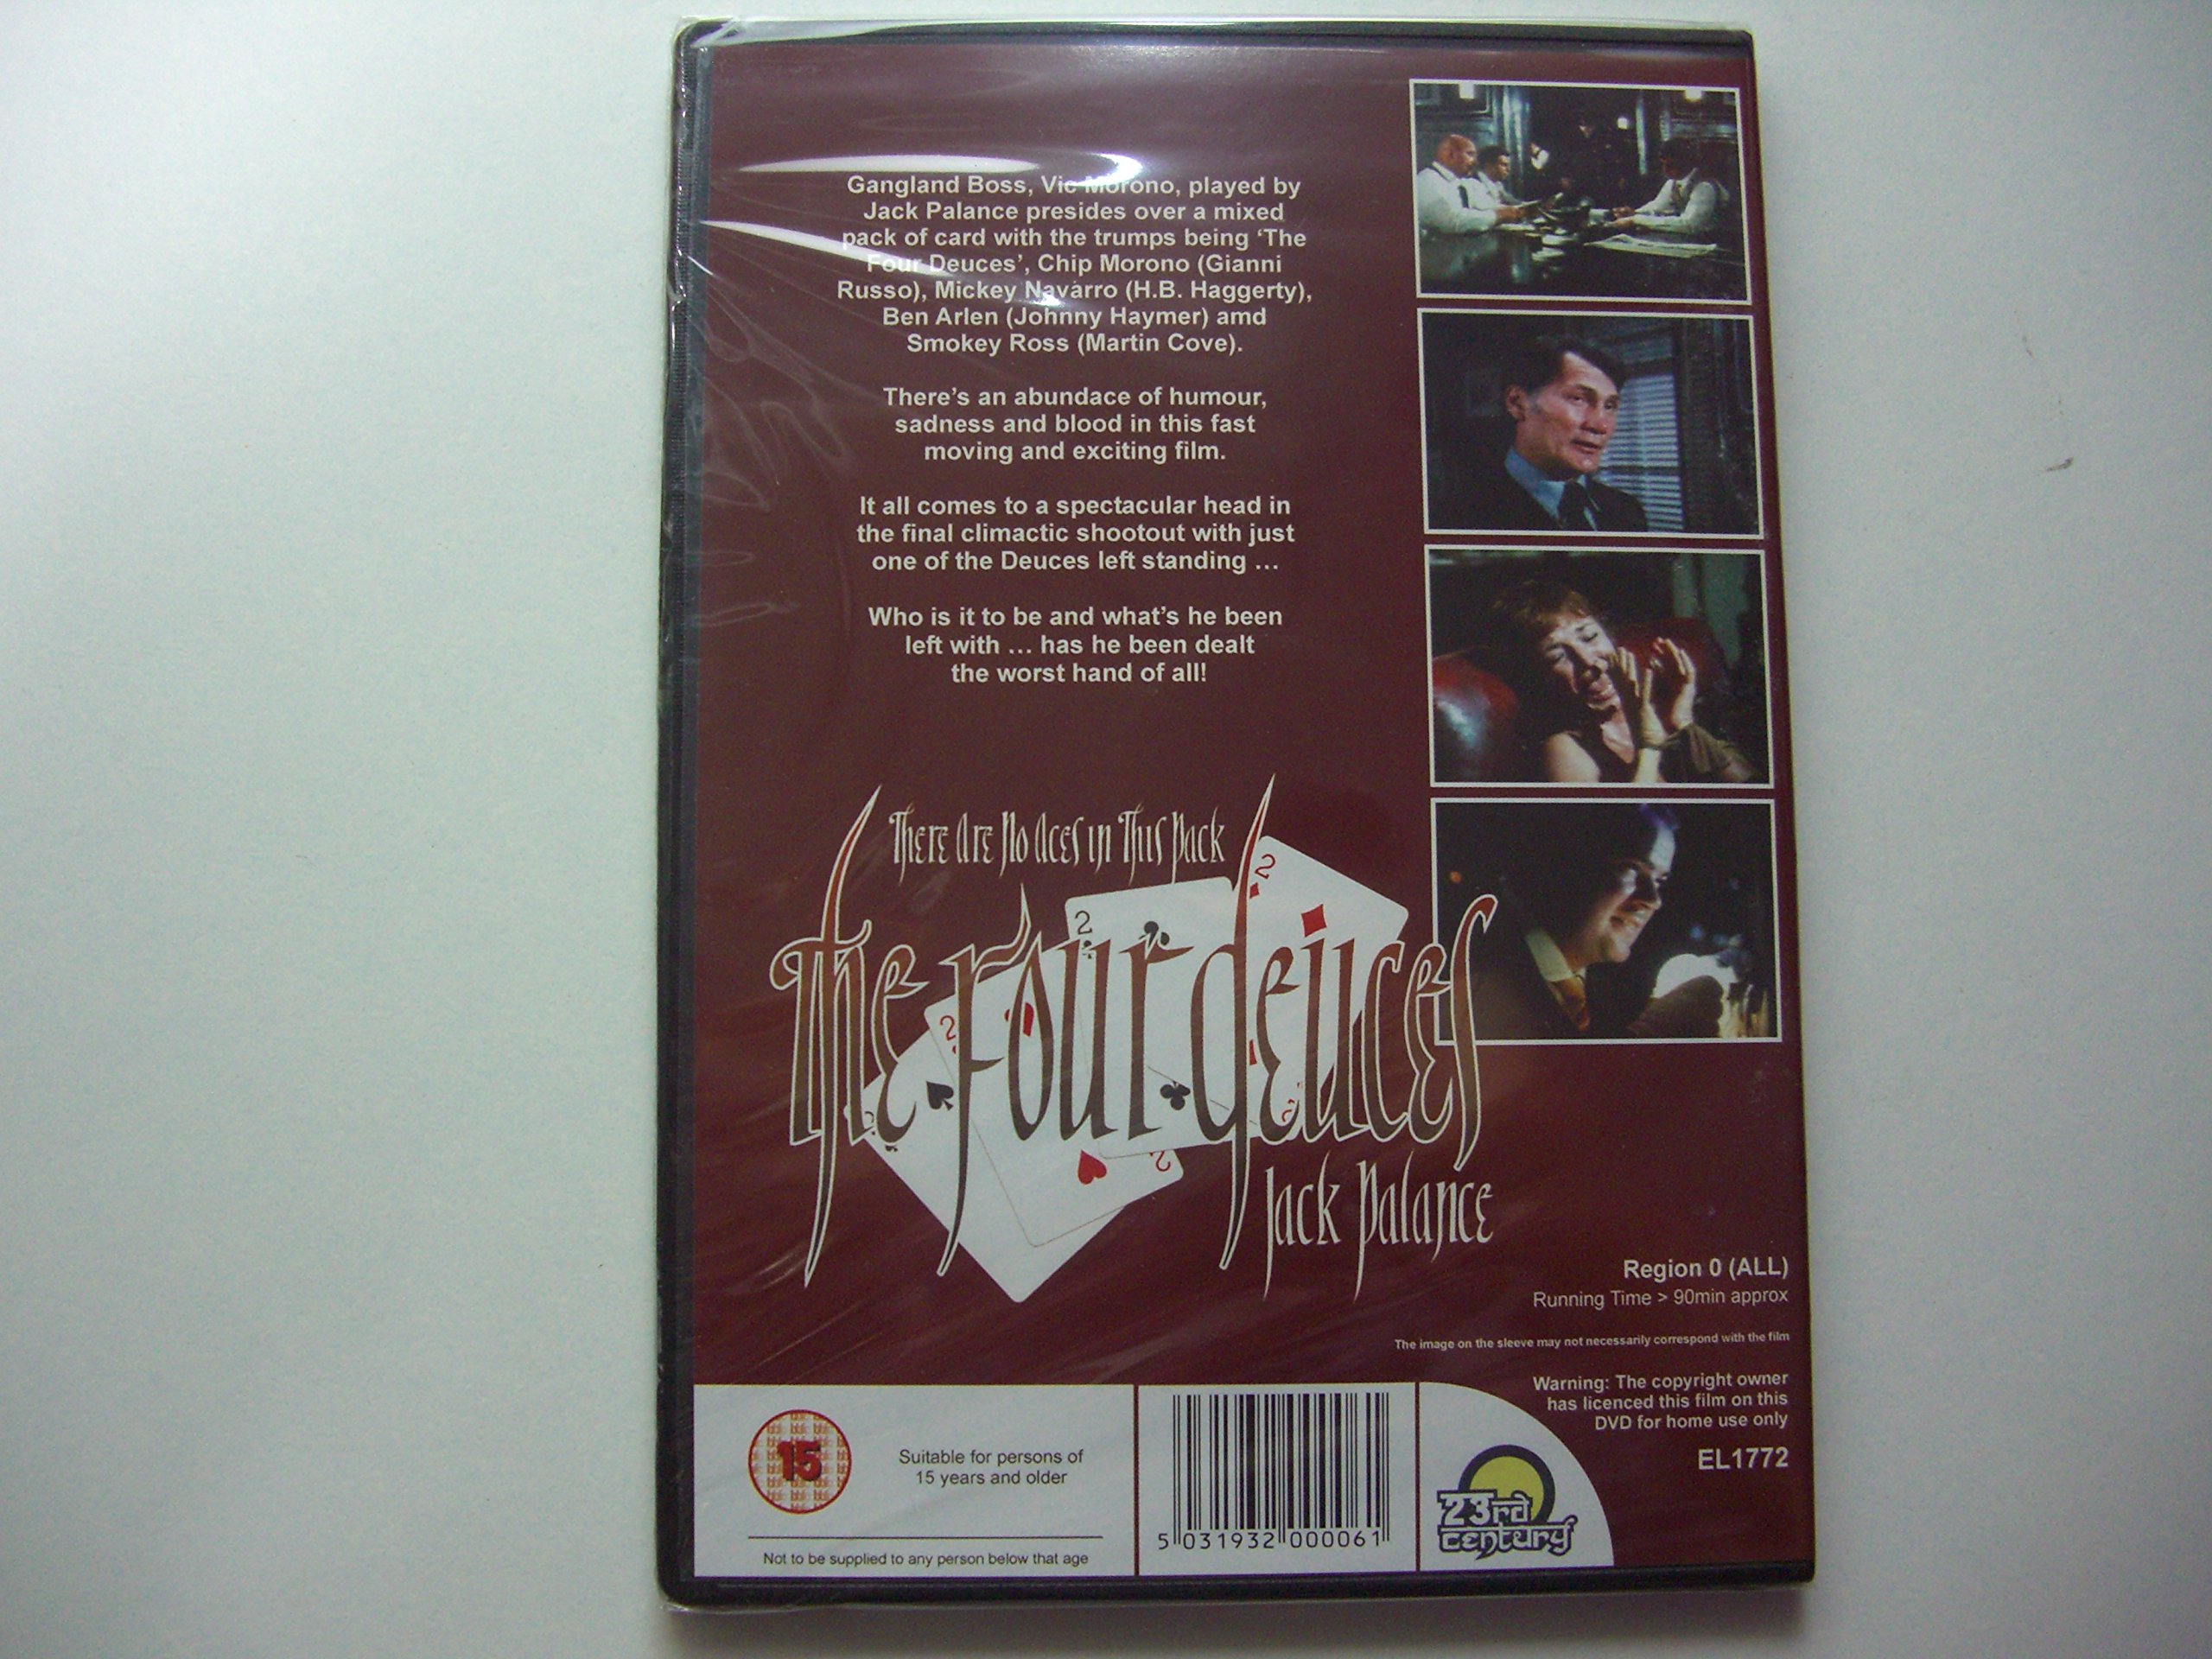 Gangland Boss, Vic Morono, played by
Jack Palance presides over a mixed
pack of card with the trumps being ‘The
Four Deuces’, Chip Morono (Gianni
Russo), Mickey Navarro (H.B. Haggerty),
Ben Arlen (Johnny Haymer) amd
Smokey Ross (Martin Cove).
There’s an abundace of humour,
sadness and blood in this fast
moving and exciting film.
It all comes to a spectacular head in
the final climactic shootout with just
one of the Deuces left standing ...
Who is it to be and what’s he been
left with ... has he been dealt
the worst hand of all!
There Are No Aces in This Pack
2
2
2
The Four Deuces
2
Jack Palance
Region 0 (ALL)
Running Time > 90min approx
The image on the sleeve may not necessarily correspond with the film
Warning: The copyright owner
has licenced this film on this
DVD for home use only
EL1772
15
Suitable for persons of
15 years and older
Not to be supplied to any person below that age
5 031932 000061
23rd
Century